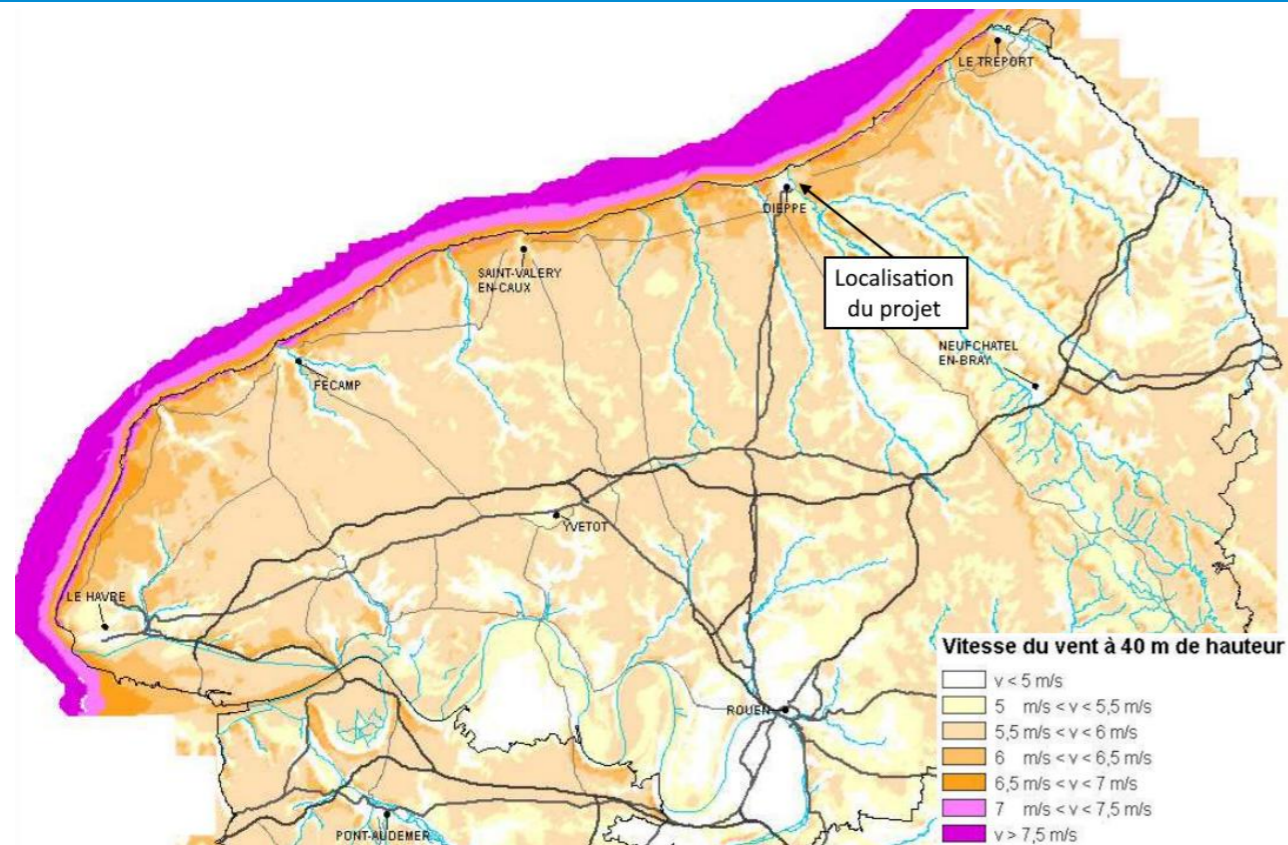 LE TREPORT
DIEPPE
SAINT-VALERY
EN-CAUX
Localisation
du projet
NEUFCHATEL
EN-BRAY
FECAMP
YVETOT
LE HAVRE
ROUEN
PONT-AUDEMER
Vitesse du vent à 40 m de hauteur
v < 5 m/s
5 m/s < v < 5,5 m/s
5,5 m/s < v < 6 m/s
6 m/s < v < 6,5 m/s
6,5 m/s < v < 7 m/s
7 m/s < v < 7,5 m/s
v > 7,5 m/s